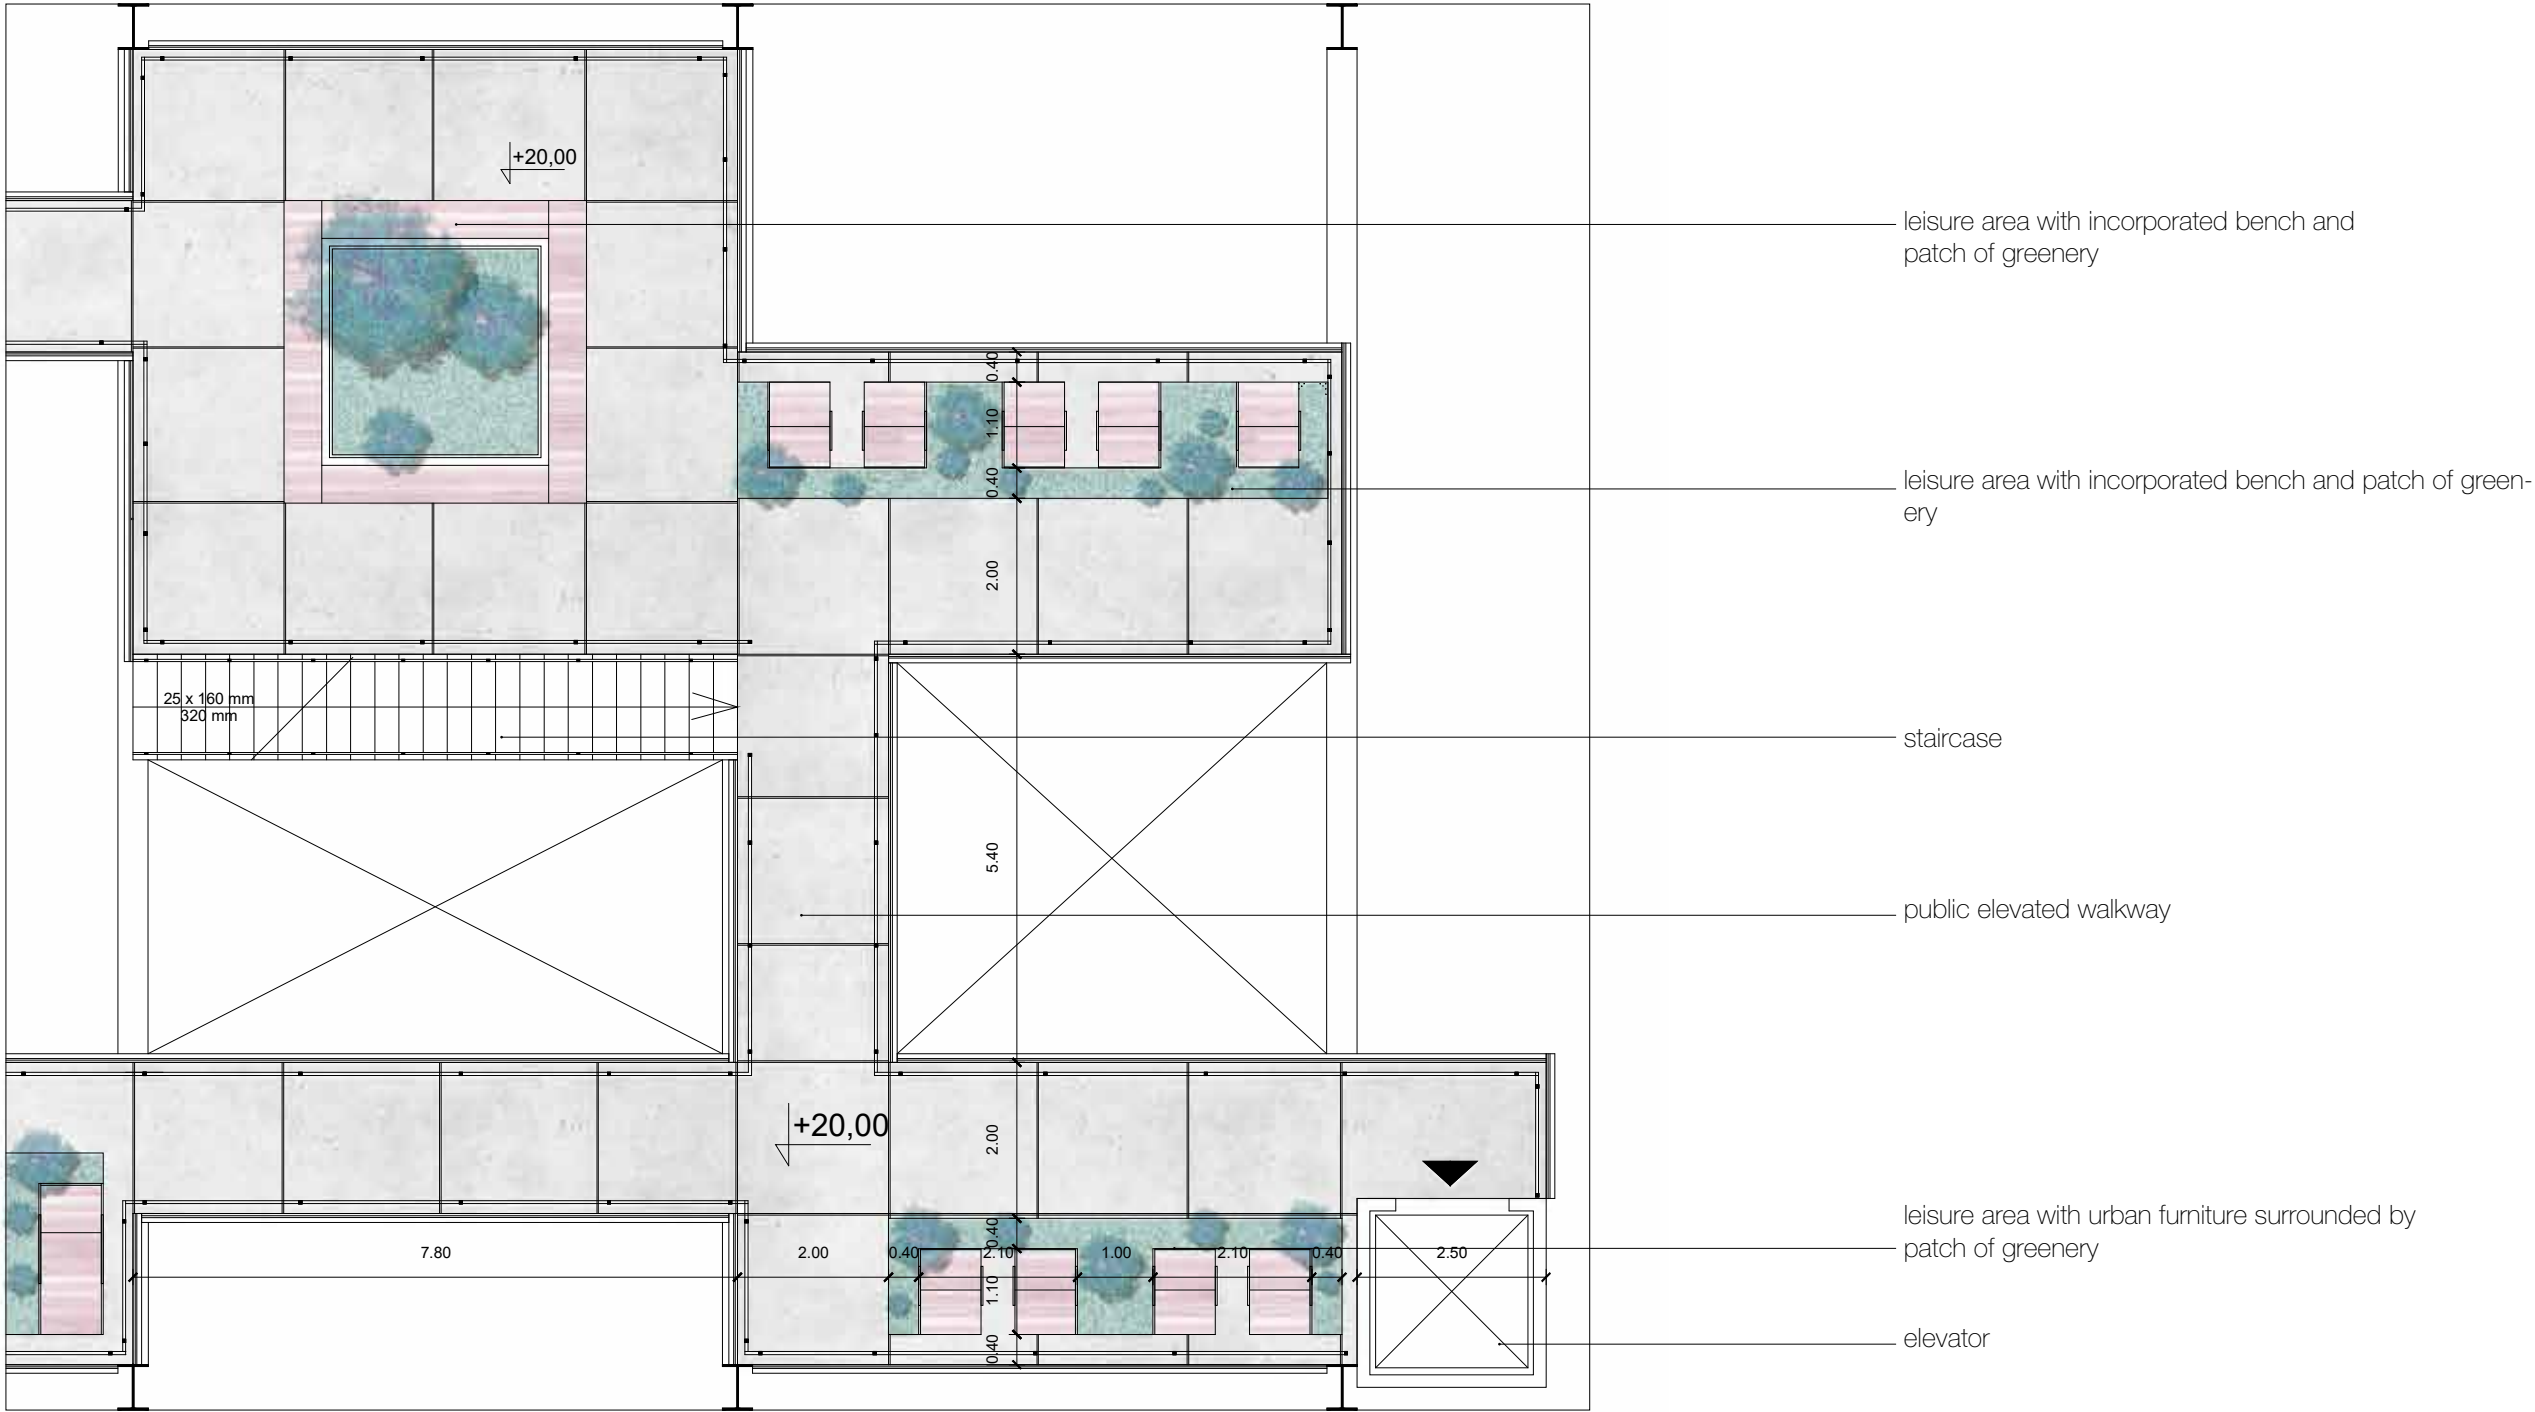 +20,00
leisure area with incorporated bench and
patch of greenery
0.40
1.10
0.40
leisure area with incorporated bench and patch of green-
ery
2.00
25 x 160 mm
320 mm
staircase
5.40
public elevated walkway
+20,00
2.00
leisure area with urban furniture surrounded by
patch of greenery
0.40
7.80 2.00 0.40 2.10 1.00 2.10 0.40 2.50
1.10
0.40
elevator